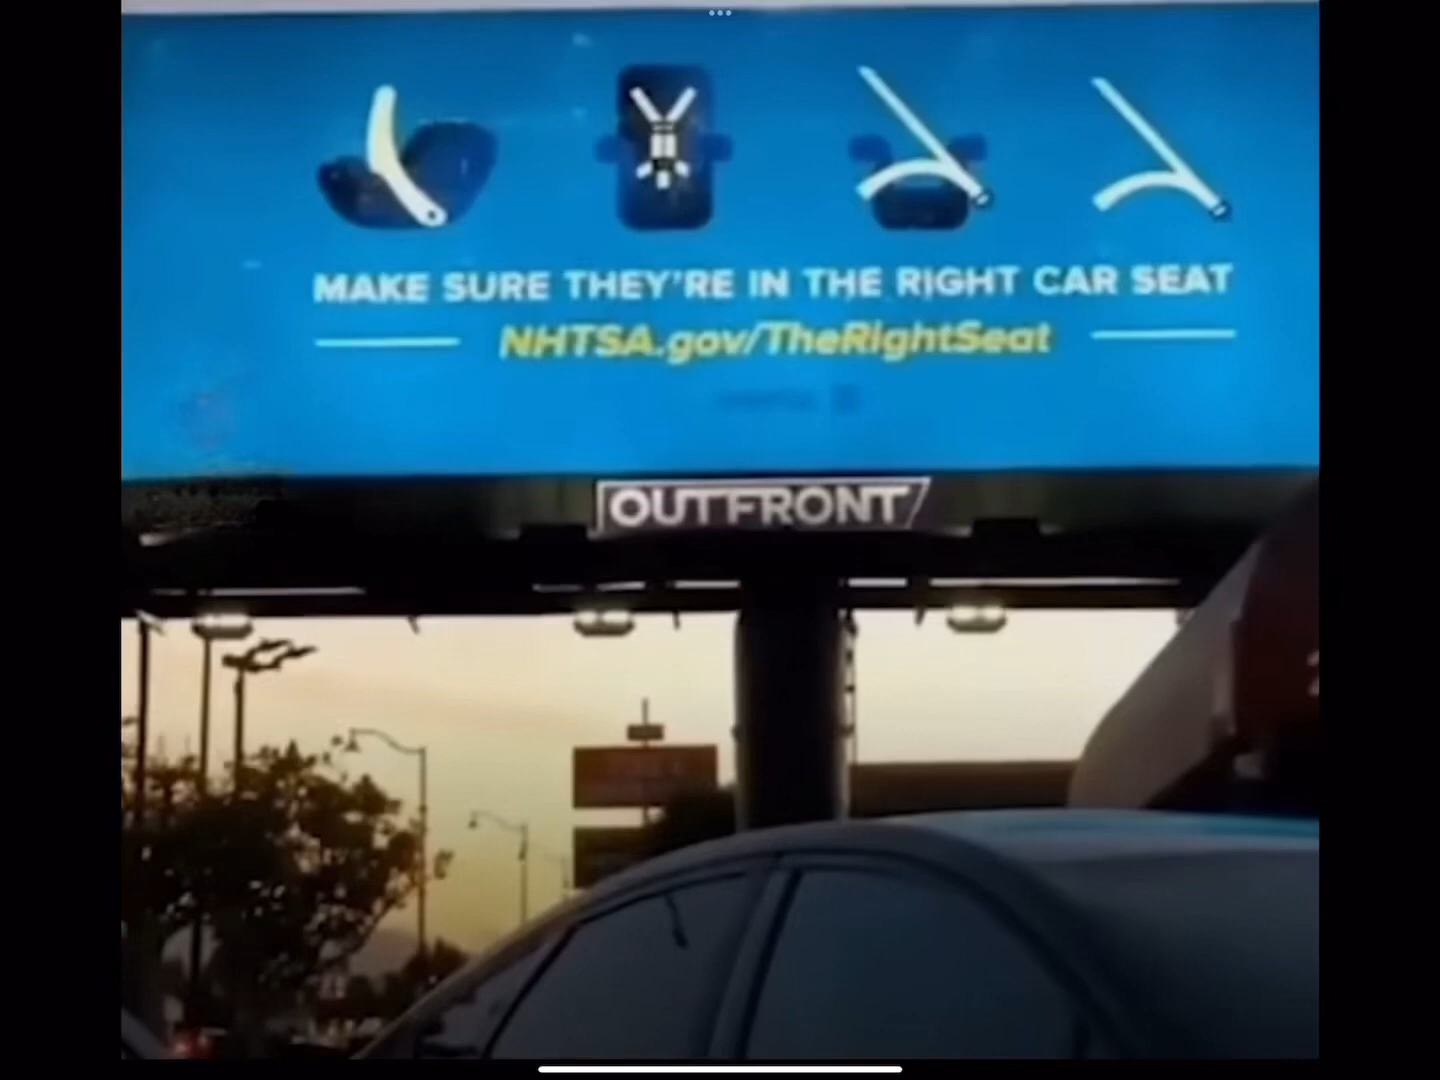 MAKE SURE THEY'RE IN THE RIGHT CAR SEAT
NHTSA.gov/TheRightSeat
OUTFRONT